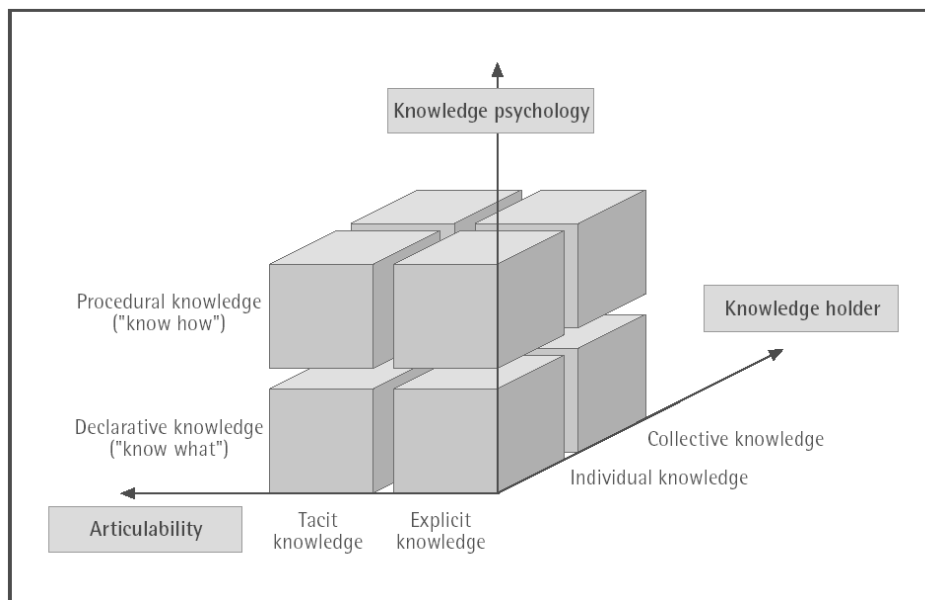 Knowledge psychology
Procedural knowledge
("know how")
Knowledge holder
Declarative knowledge
("know what")
Collective knowledge
Individual knowledge
Articulability
Tacit
knowledge
Explicit
knowledge